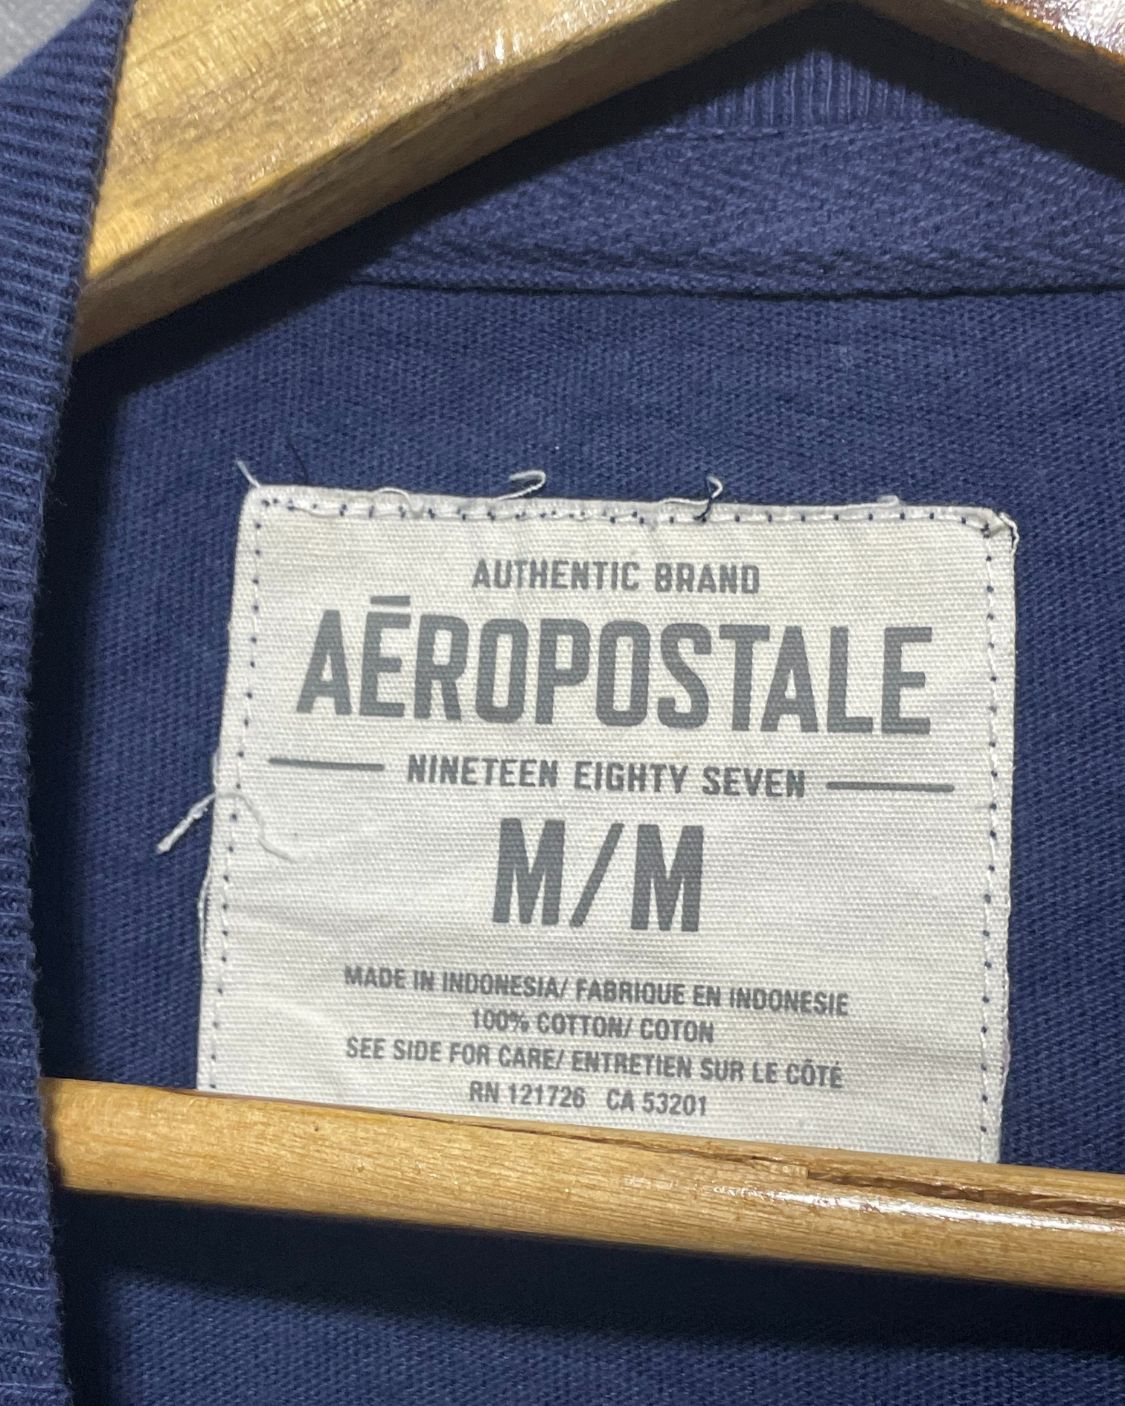 AUTHENTIC BRAND
AĒROPOSTALE
NINETEEN EIGHTY SEVEN
M/M
MADE IN INDONESIA/ FABRIQUE EN INDONESIE
100% COTTON/ COTON
SEE SIDE FOR CARE/ ENTRETIEN SUR LE CÔTÉ
RN 121726 CA 53201